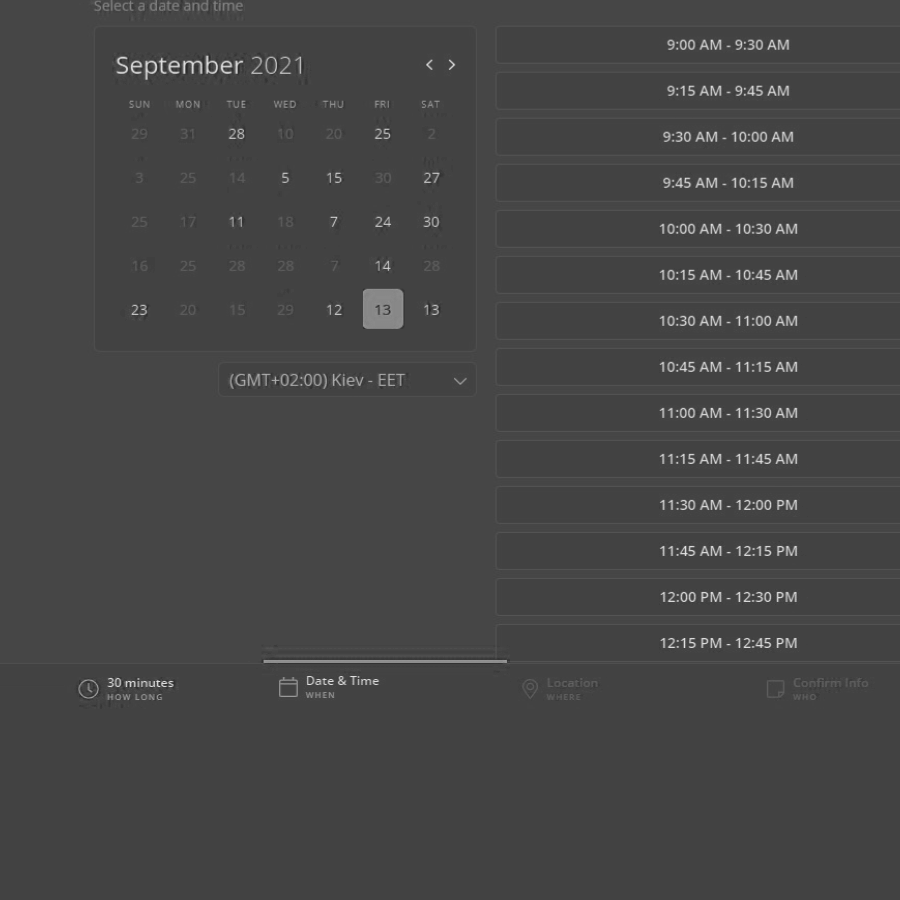 Select a date and time
September 2021
SUN MON TUE WED THU FRI SAT
29 31 28 10 20 25 2
3 25 14 5 15 30 27
25 17 11 18 7 24 30
16 25 28 28 7 14 28
23 20 15 29 12 13 13
(GMT+02:00) Kiev - EET
9:00 AM - 9:30 AM
9:15 AM - 9:45 AM
9:30 AM - 10:00 AM
9:45 AM - 10:15 AM
10:00 AM - 10:30 AM
10:15 AM - 10:45 AM
10:30 AM - 11:00 AM
10:45 AM - 11:15 AM
11:00 AM - 11:30 AM
11:15 AM - 11:45 AM
11:30 AM - 12:00 PM
11:45 AM - 12:15 PM
12:00 PM - 12:30 PM
12:15 PM - 12:45 PM
30 minutes
HOW LONG
Date & Time
WHEN
Location
WHERE
Confirm Info
WHO